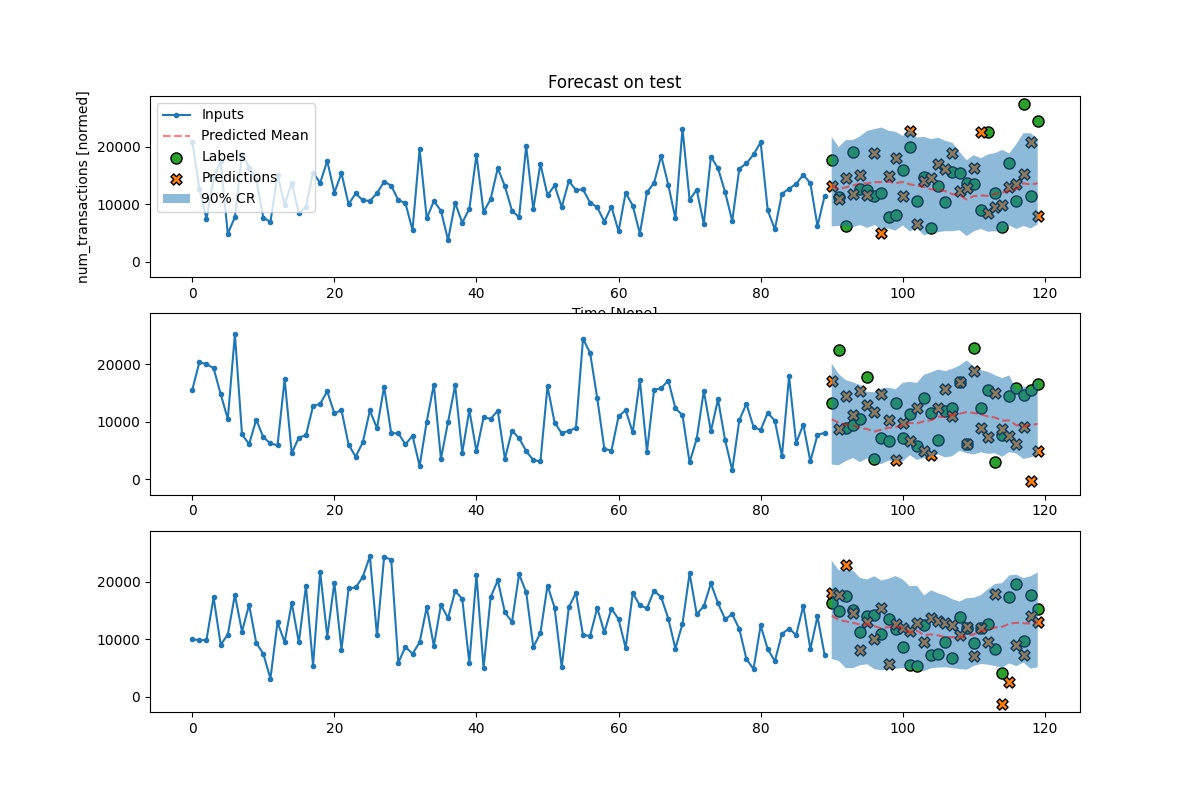 Forecast on test
num_transactions [normed]
Inputs
Predicted Mean
Labels
Predictions
90% CR
20000
10000
0
0 20 40 60 80 100 120
Time [None]
20000
10000
0
0 20 40 60 80 100 120
20000
10000
0
0 20 40 60 80 100 120